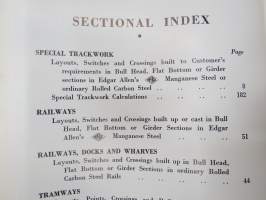 SECTIONAL INDEX
SPECIAL TRACKWORK Page
Layouts, Switches and Crossings built to Customer's
requirements in Bull Head, Flat Bottom or Girder
sections in Edgar Allen's Manganese Steel or
ordinary Rolled Carbon Steel .. .. .. .. 9
Special Trackwork Calculations .. .. .. .. 182
RAILWAYS
Layouts, Switches and Crossings built up or cast in Bull
Head, Flat Bottom or Girder Sections in Edgar
Allen's Manganese Steel .. .. .. 51
RAILWAYS, DOCKS AND WHARVES
Layouts, Switches and Crossings built up in Bull Head,
Flat Bottom or Girder Sections in ordinary Rolled
Carbon Steel Rails .. .. .. .. 44
TRAMWAYS
Points, Crossings and